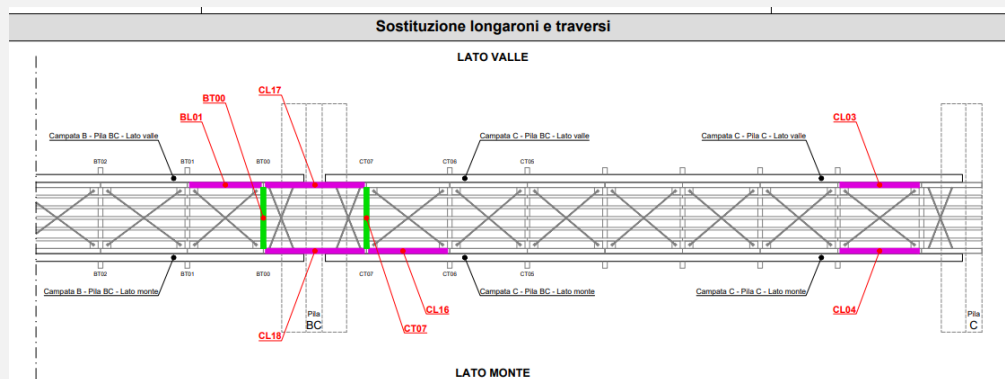 Sostituzione longaroni e traversi
LATO VALLE
CL17
BT00
BL01
CL03
Campata B - Pila BC - Lato valle
Campata C - Pila BC - Lato valle
Campata C - Pila C - Lato valle
BT02
BT01
BT00
CT07
CT06
CT05
BT02
BT01
BT00
CT07
CT06
CT05
Campata B - Pila BC - Lato monte
Campata C - Pila BC - Lato monte
Campata C - Pila C - Lato monte
CL16
CL04
Pila
BC
Pila
C
CL18
CT07
LATO MONTE